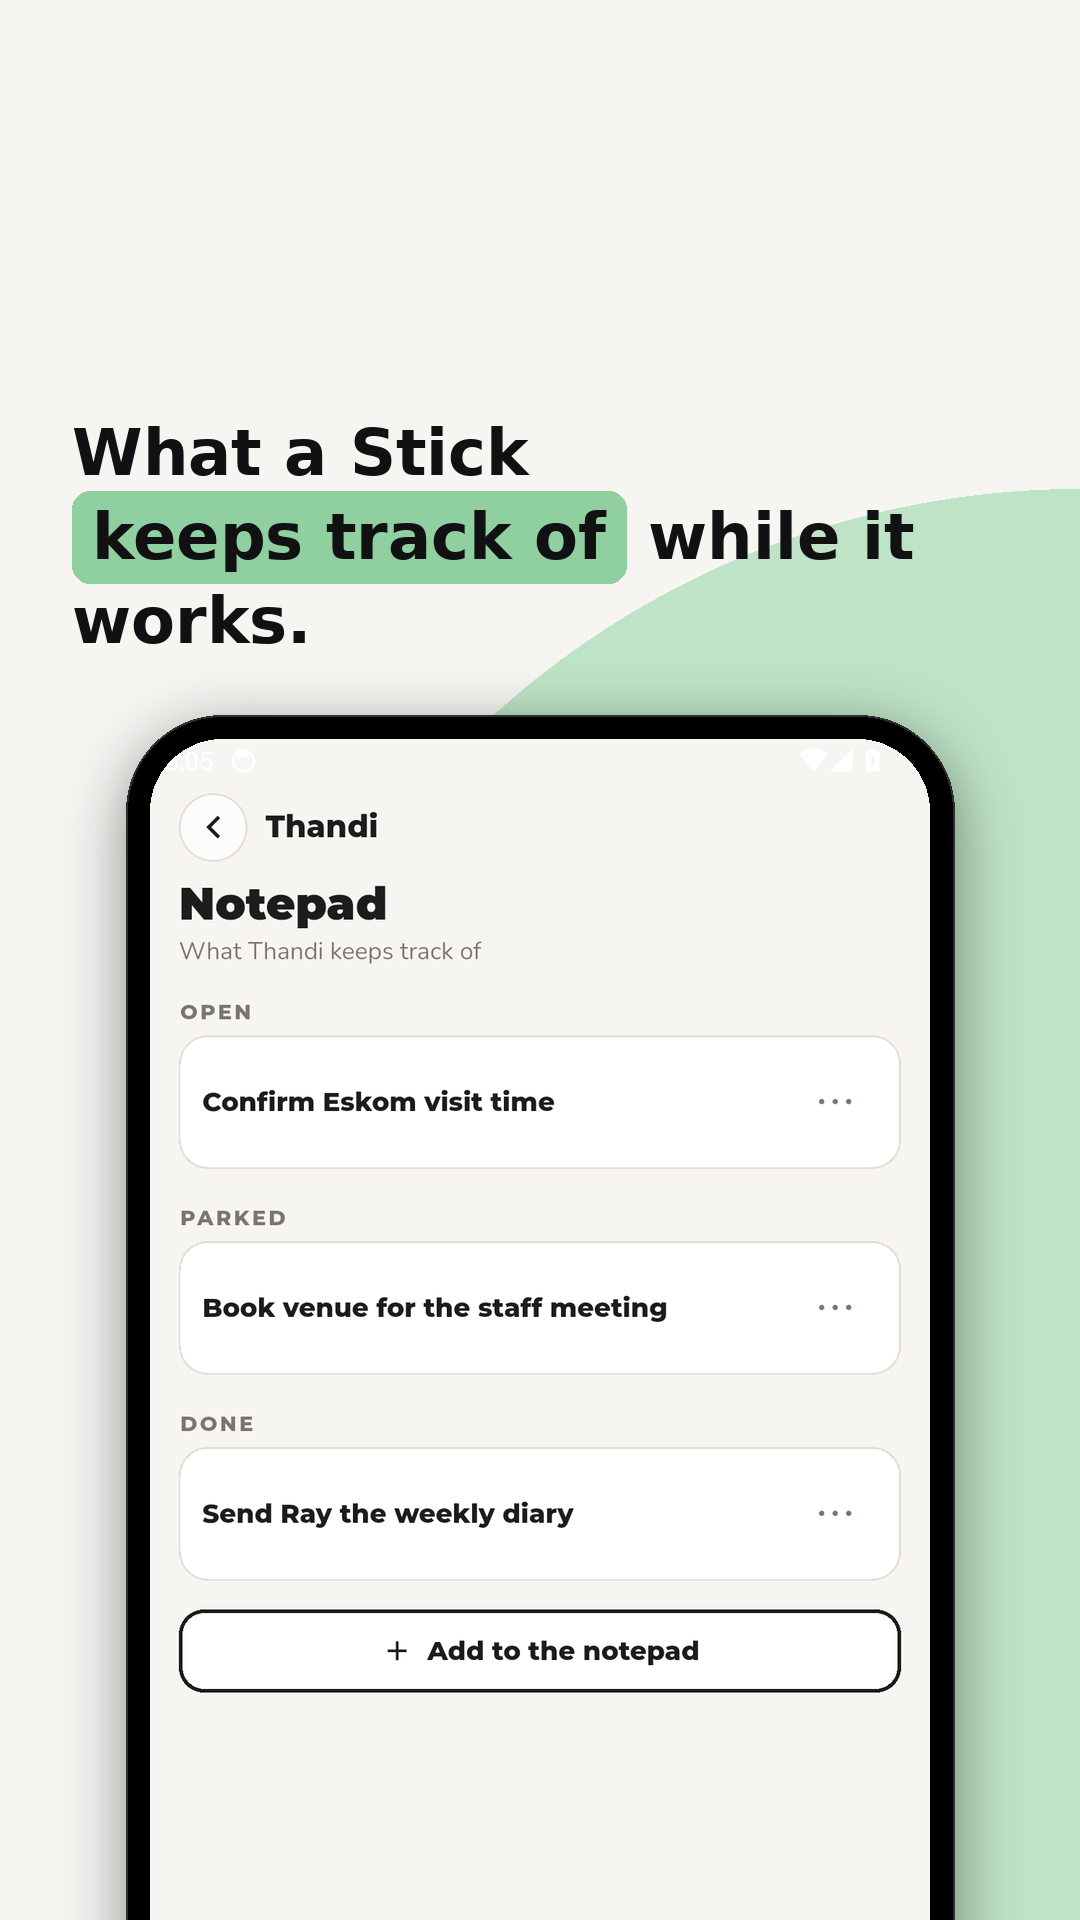 What a Stick
keeps track of while it
works.
Thandi
Notepad
What Thandi keeps track of
OPEN
Confirm Eskom visit time
PARKED
Book venue for the staff meeting
DONE
Send Ray the weekly diary
+ Add to the notepad